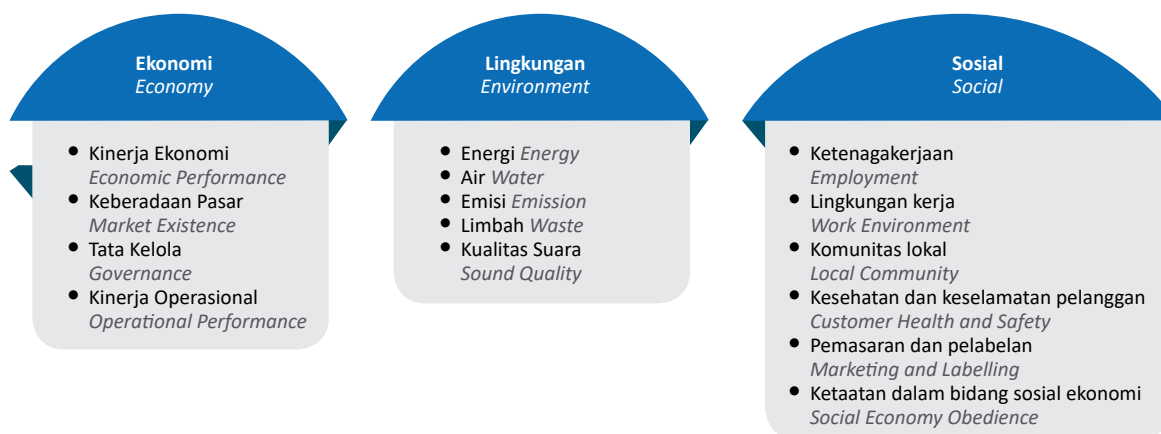 Ekonomi
Economy
• Kinerja Ekonomi
Economic Performance
• Keberadaan Pasar
Market Existence
• Tata Kelola
Governance
• Kinerja Operasional
Operational Performance
Lingkungan
Environment
• Energi Energy
• Air Water
• Emisi Emission
• Limbah Waste
• Kualitas Suara
Sound Quality
Sosial
Social
• Ketenagakerjaan
Employment
• Lingkungan kerja
Work Environment
• Komunitas lokal
Local Community
• Kesehatan dan keselamatan pelanggan
Customer Health and Safety
• Pemasaran dan pelabelan
Marketing and Labelling
• Ketaatan dalam bidang sosial ekonomi
Social Economy Obedience